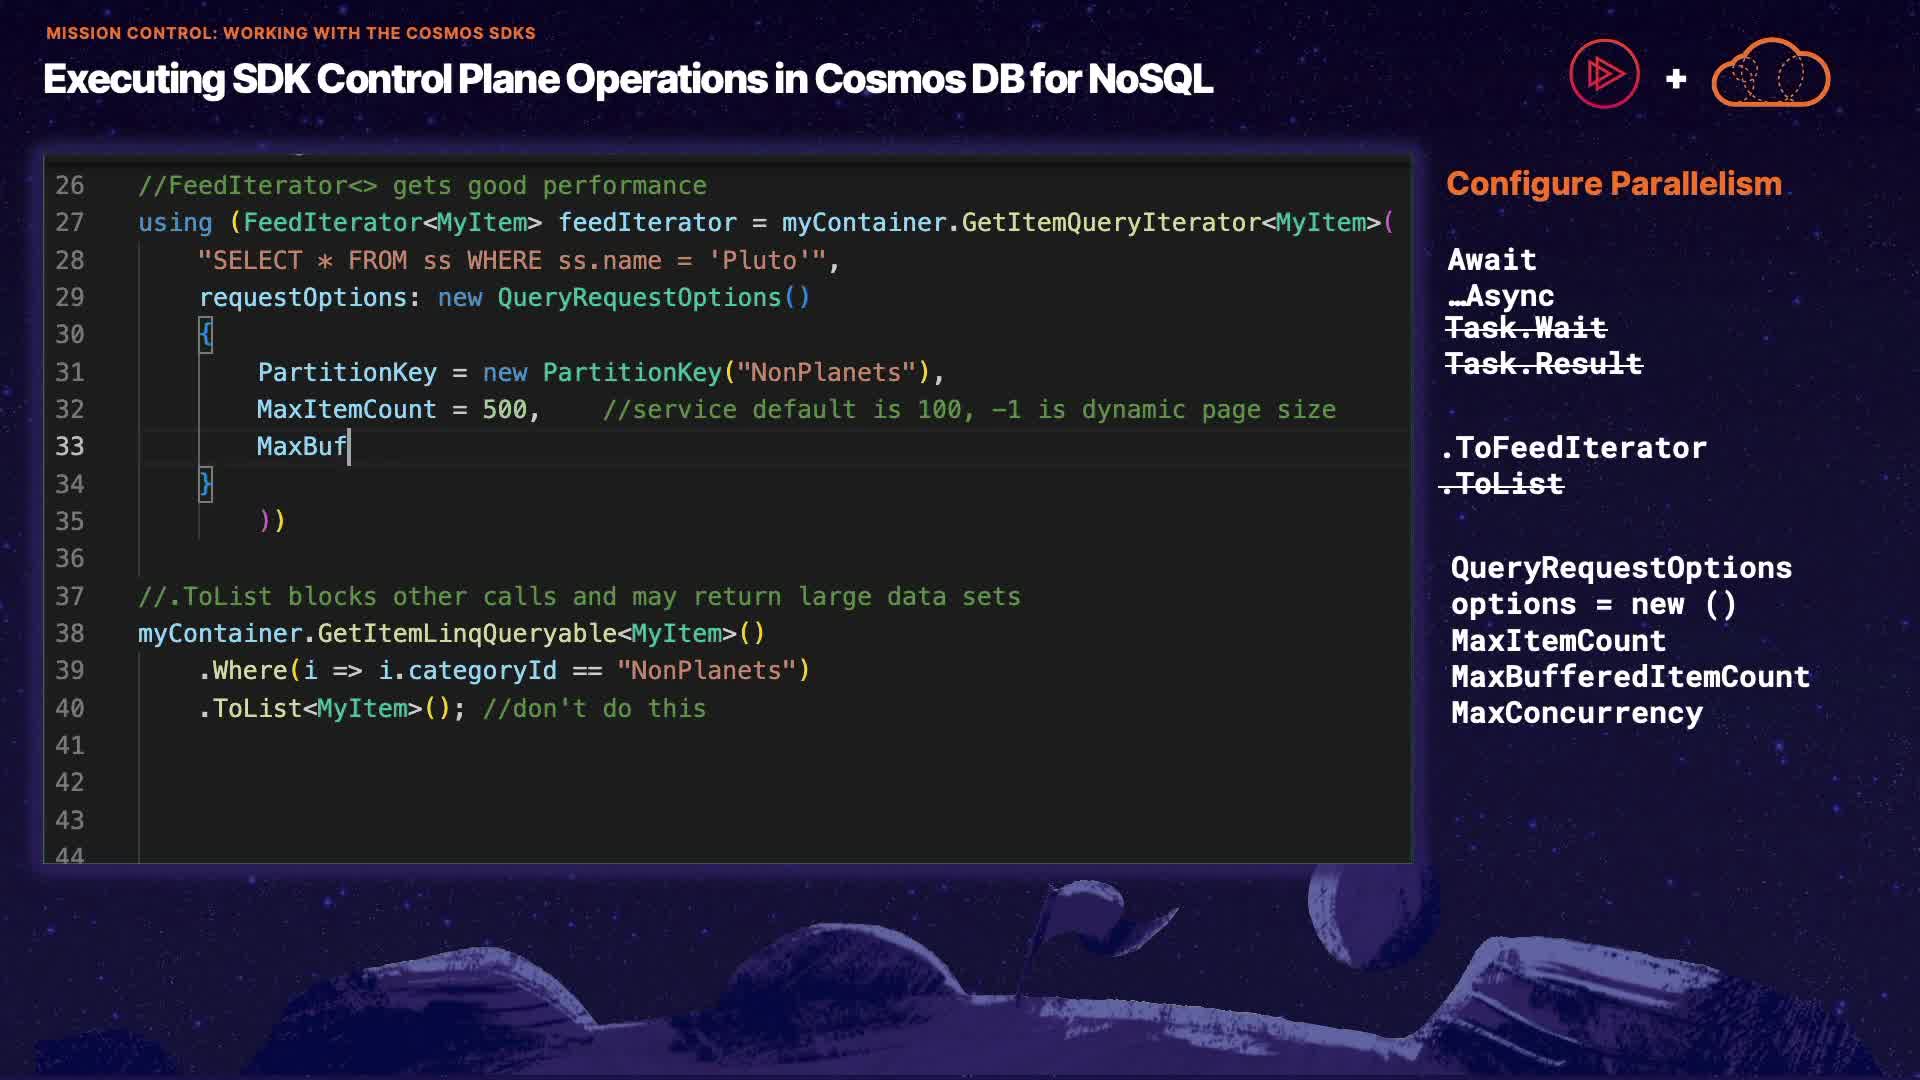 MISSION CONTROL: WORKING WITH THE COSMOS SDKS
Executing SDK Control Plane Operations in Cosmos DB for NoSQL
+
26 //FeedIterator<> gets good performance
27 using (FeedIterator<MyItem> feedIterator = myContainer.GetItemQueryIterator<MyItem>(
28 "SELECT * FROM ss WHERE ss.name = 'Pluto'",
29 requestOptions: new QueryRequestOptions()
30 {
31 PartitionKey = new PartitionKey("NonPlanets"),
32 MaxItemCount = 500, //service default is 100, -1 is dynamic page size
33 MaxBuf
34 }
35 ))
36
37 //.ToList blocks other calls and may return large data sets
38 myContainer.GetItemLinqQueryable<MyItem>()
39 .Where(i => i.categoryId == "NonPlanets")
40 .ToList<MyItem>(); //don't do this
41
42
43
44
Configure Parallelism
Await
…Async
Task.Wait
Task.Result
.ToFeedIterator
.ToList
QueryRequestOptions
options = new ()
MaxItemCount
MaxBufferedItemCount
MaxConcurrency